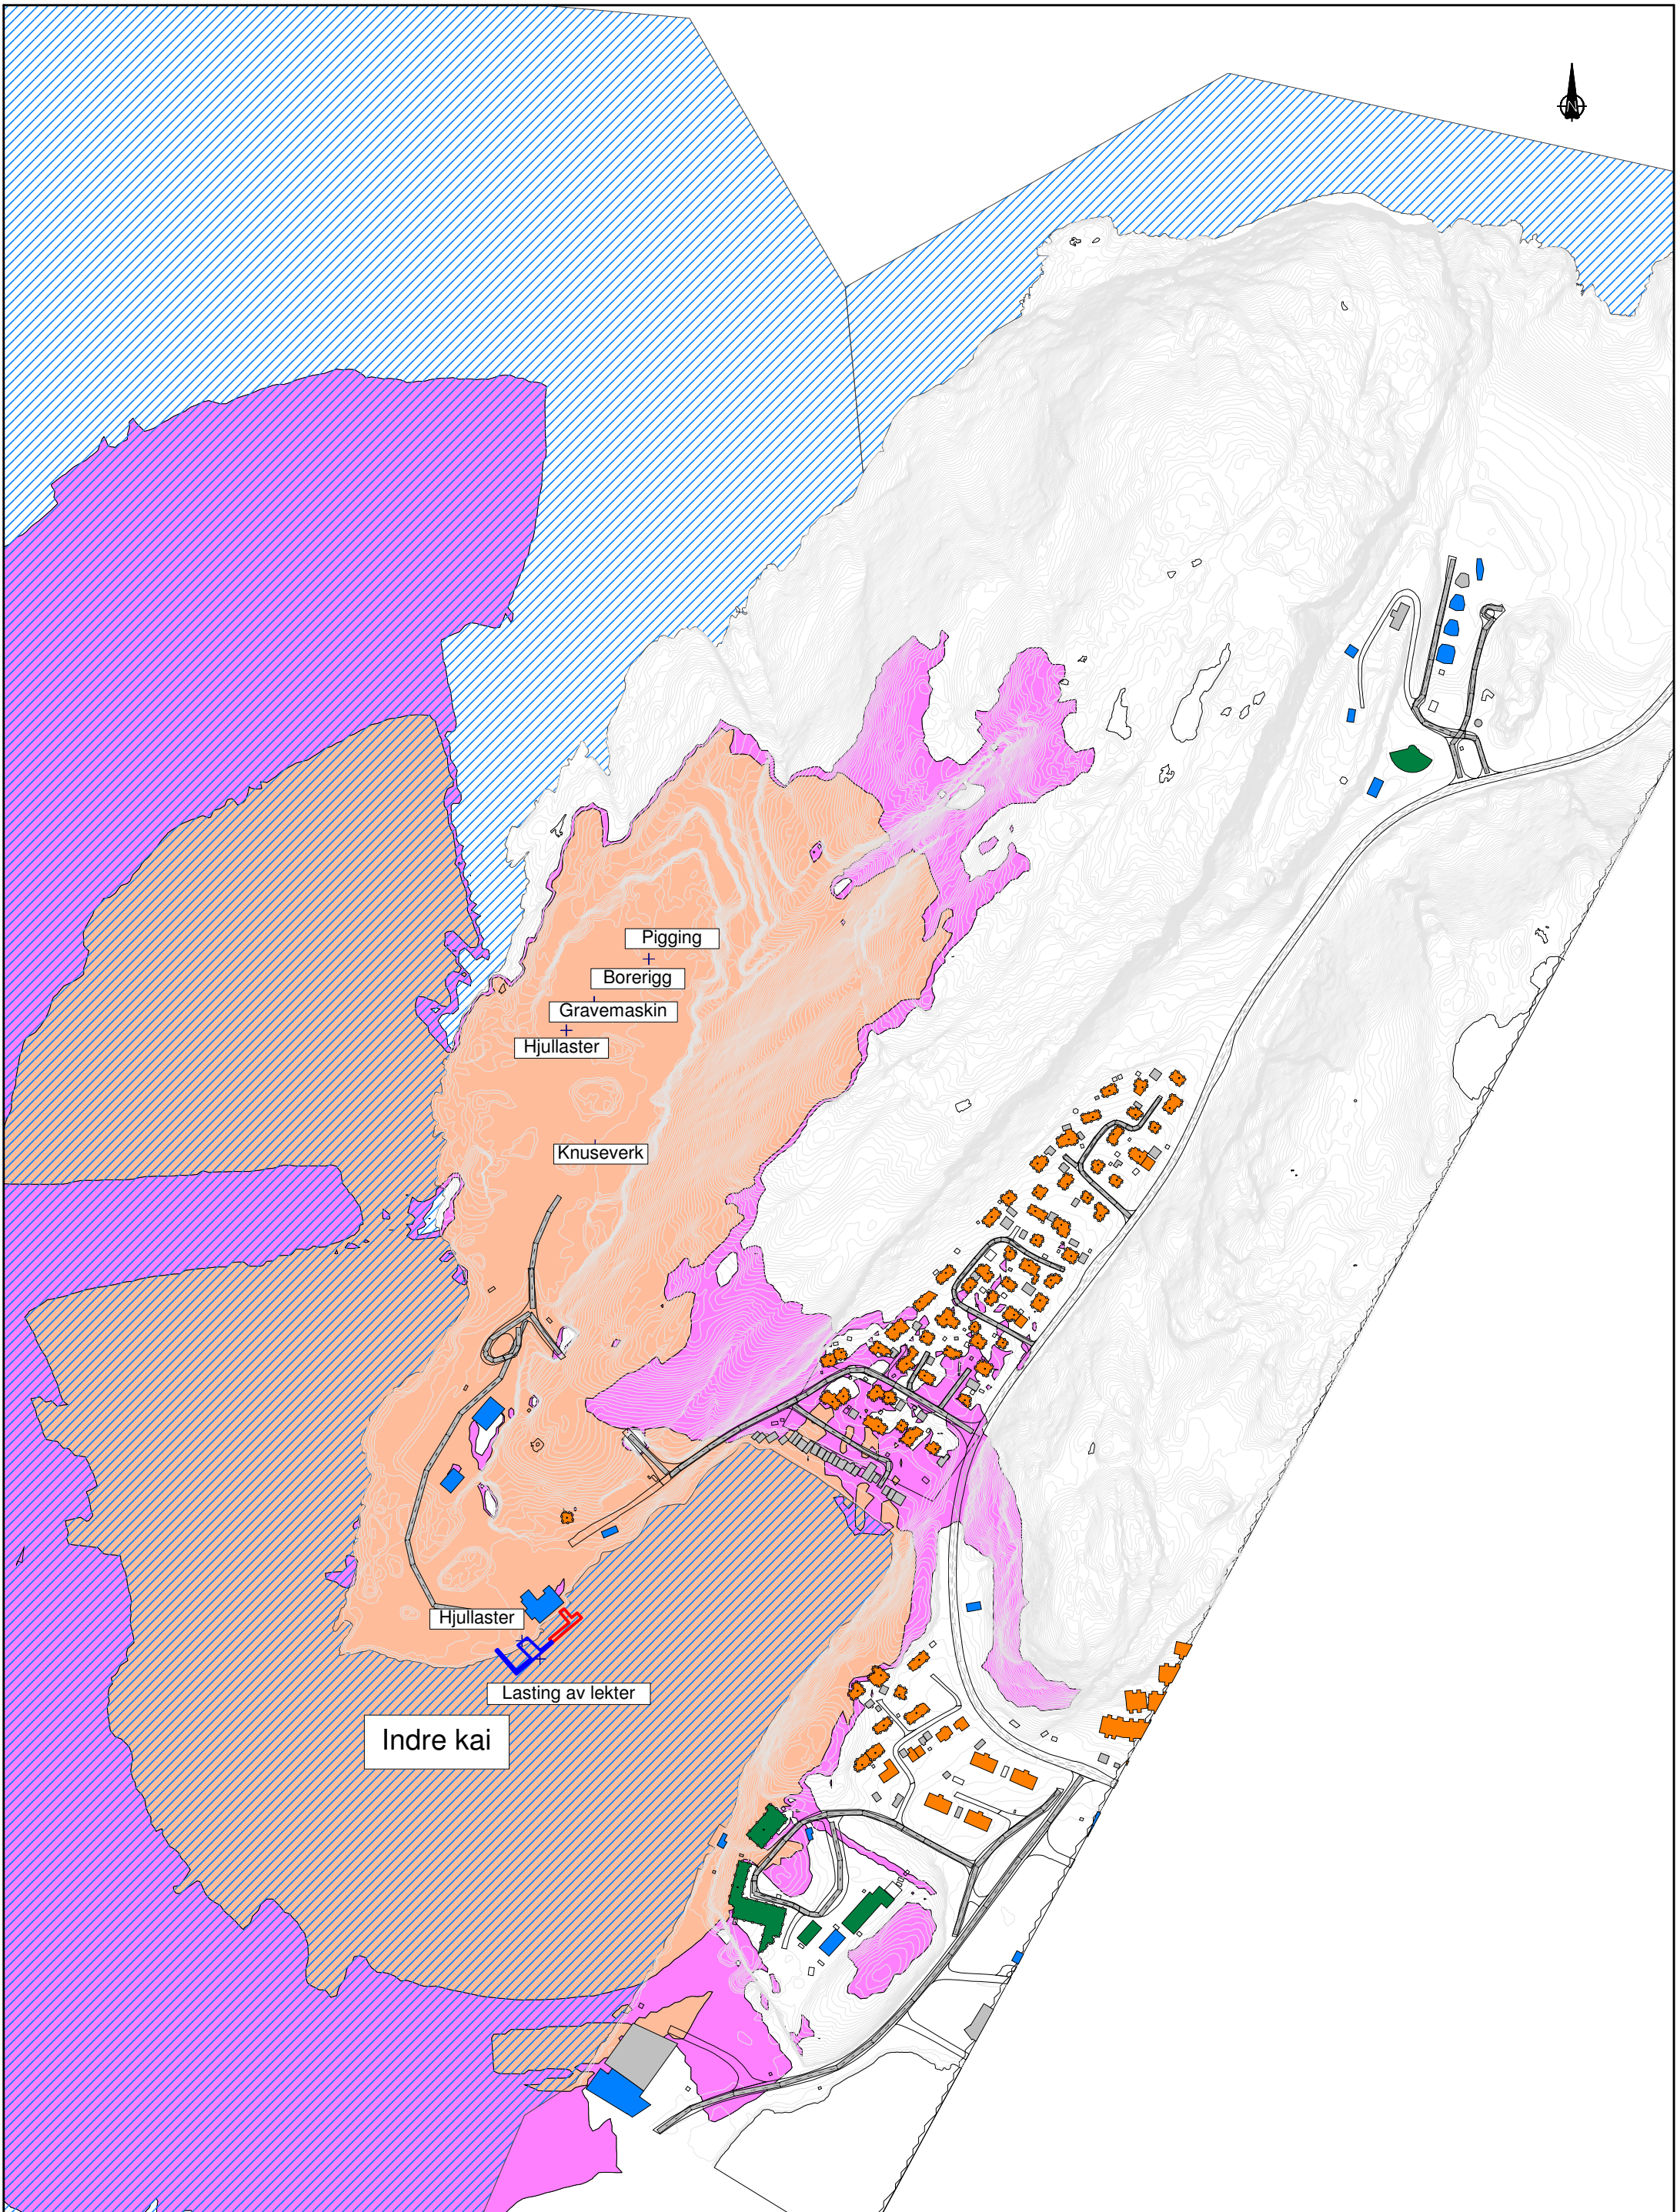 N
Pigging
Borerigg
Gravemaskin
Hjullaster
Knuseverk
Hjullaster
Lasting av lekter
Indre kai